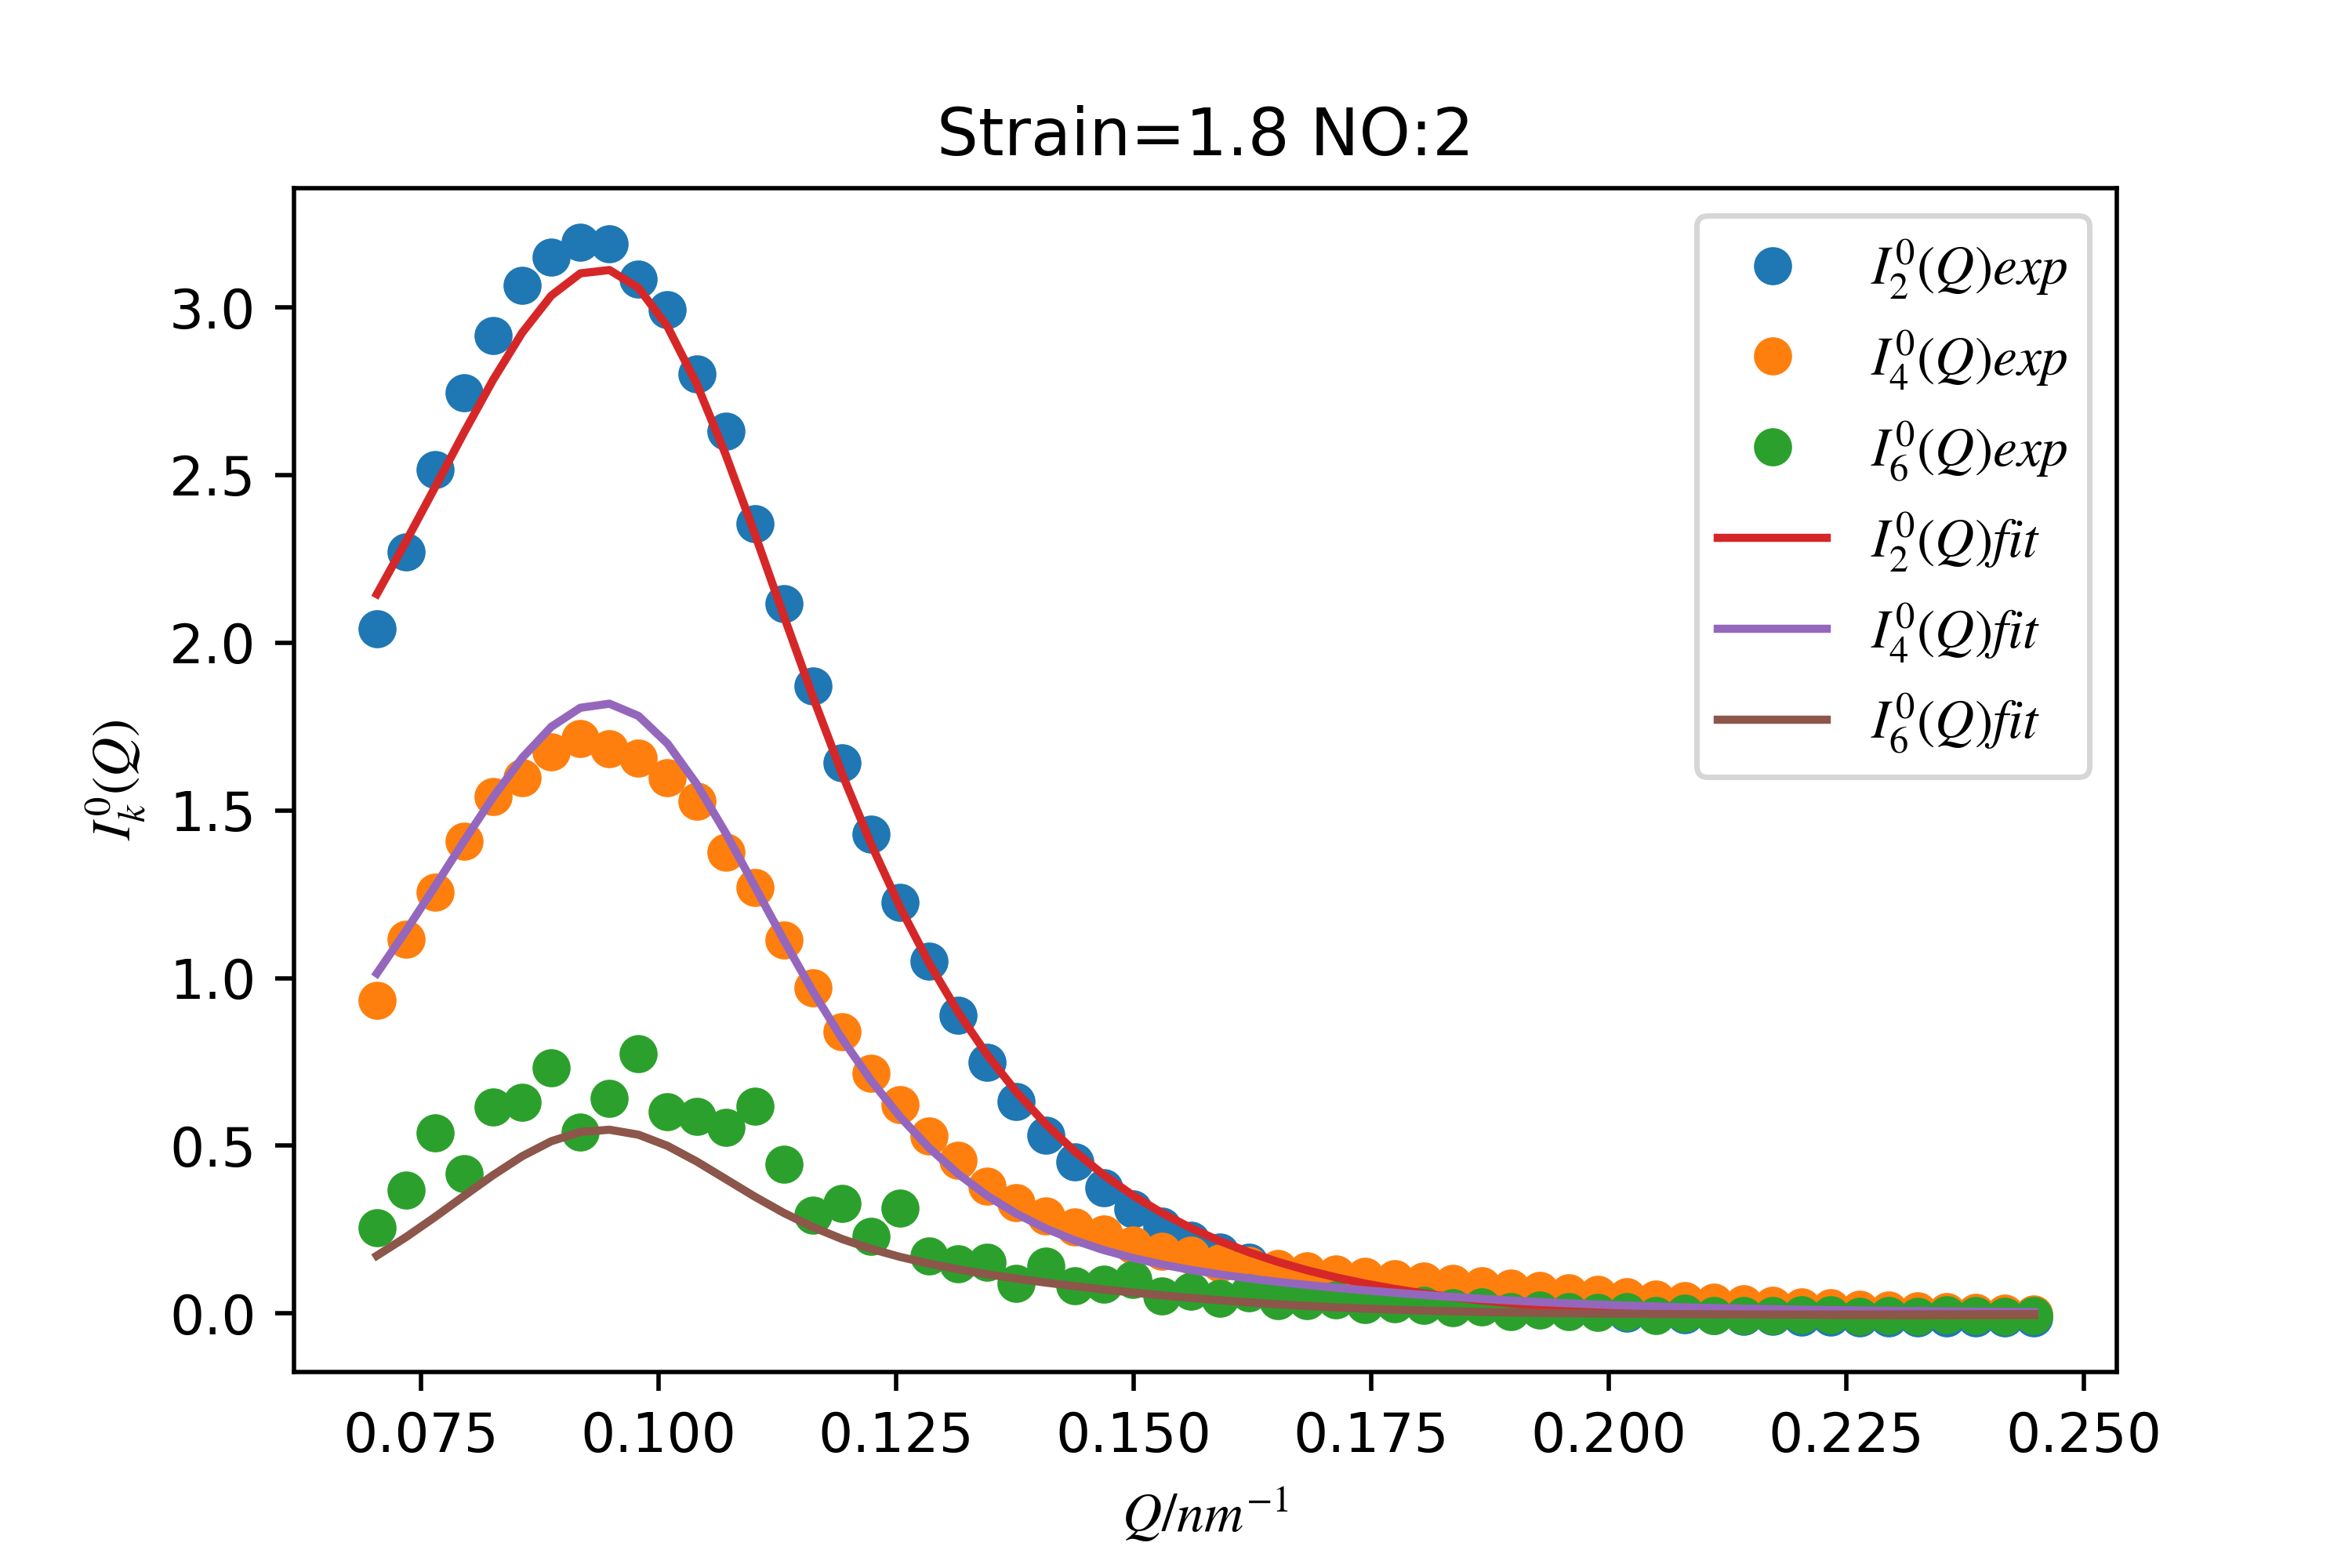 Strain=1.8 NO:2
I_k^0(Q)
3.0
2.5
2.0
1.5
1.0
0.5
0.0
I_2^0(Q)exp
I_4^0(Q)exp
I_6^0(Q)exp
I_2^0(Q)fit
I_4^0(Q)fit
I_6^0(Q)fit
0.075 0.100 0.125 0.150 0.175 0.200 0.225 0.250
Q/nm^{-1}